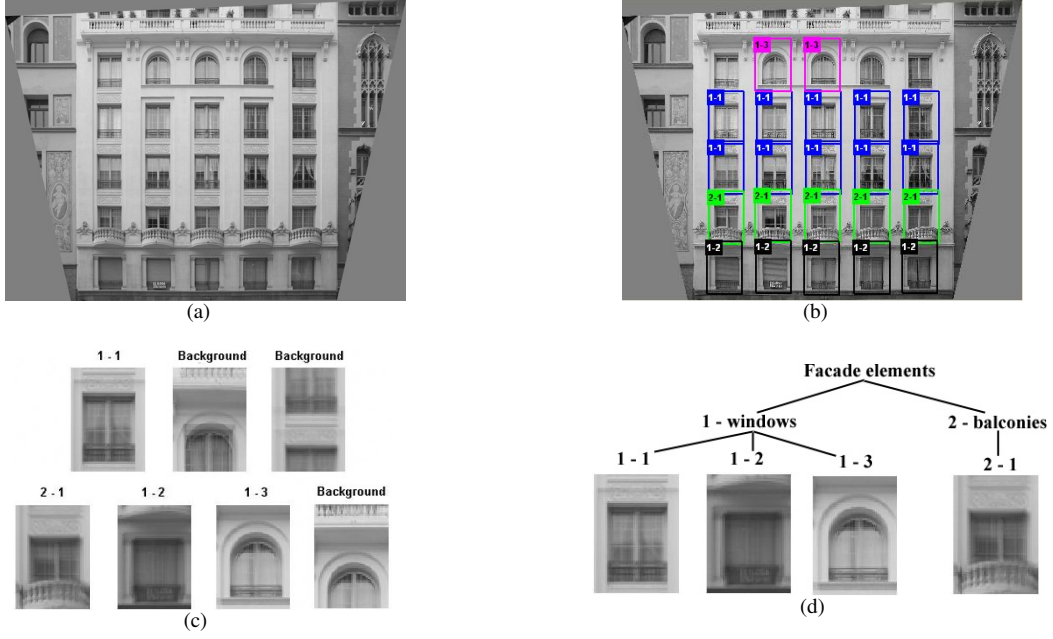 (a)
1-3 1-3
1-1 1-1 1-1 1-1 1-1
1-1 1-1 1-1 1-1 1-1
2-1 2-1 2-1 2-1 2-1
1-2 1-2 1-2 1-2 1-2
(b)
1 - 1 Background Background
2 - 1 1 - 2 1 - 3 Background
(c)
Facade elements
1 - windows 2 - balconies
1 - 1 1 - 2 1 - 3 2 - 1
(d)